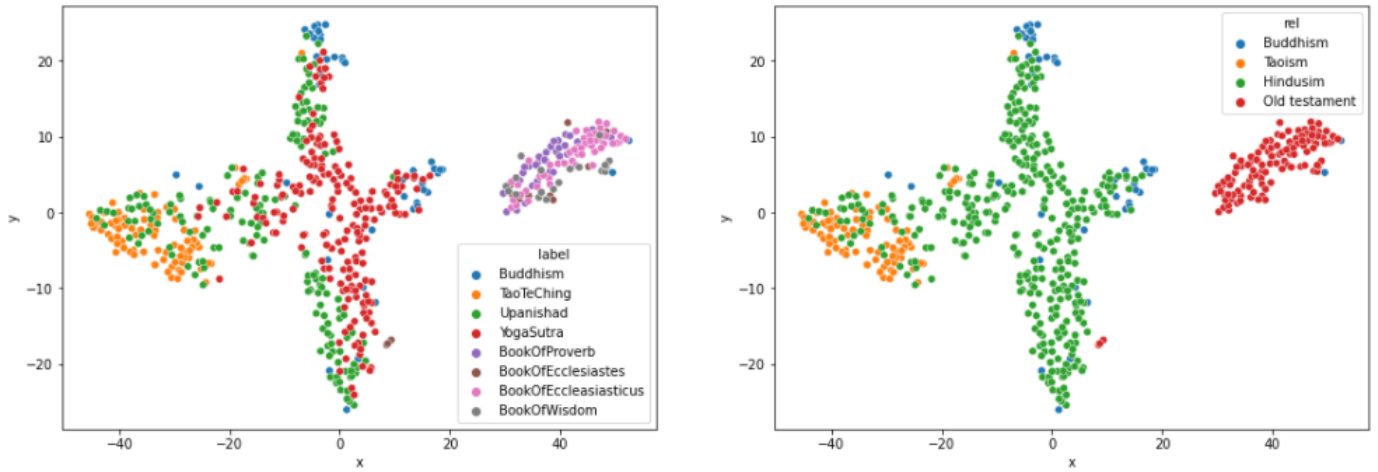 label
Buddhism
TaoTeChing
Upanishad
YogaSutra
BookOfProverb
BookOfEcclesiastes
BookOfEccleasiasticus
BookOfWisdom
20
10
0
−10
−20
y
−40
−20
0
20
40
x
rel
Buddhism
Taoism
Hindusim
Old testament
20
10
0
−10
−20
y
−40
−20
0
20
40
x